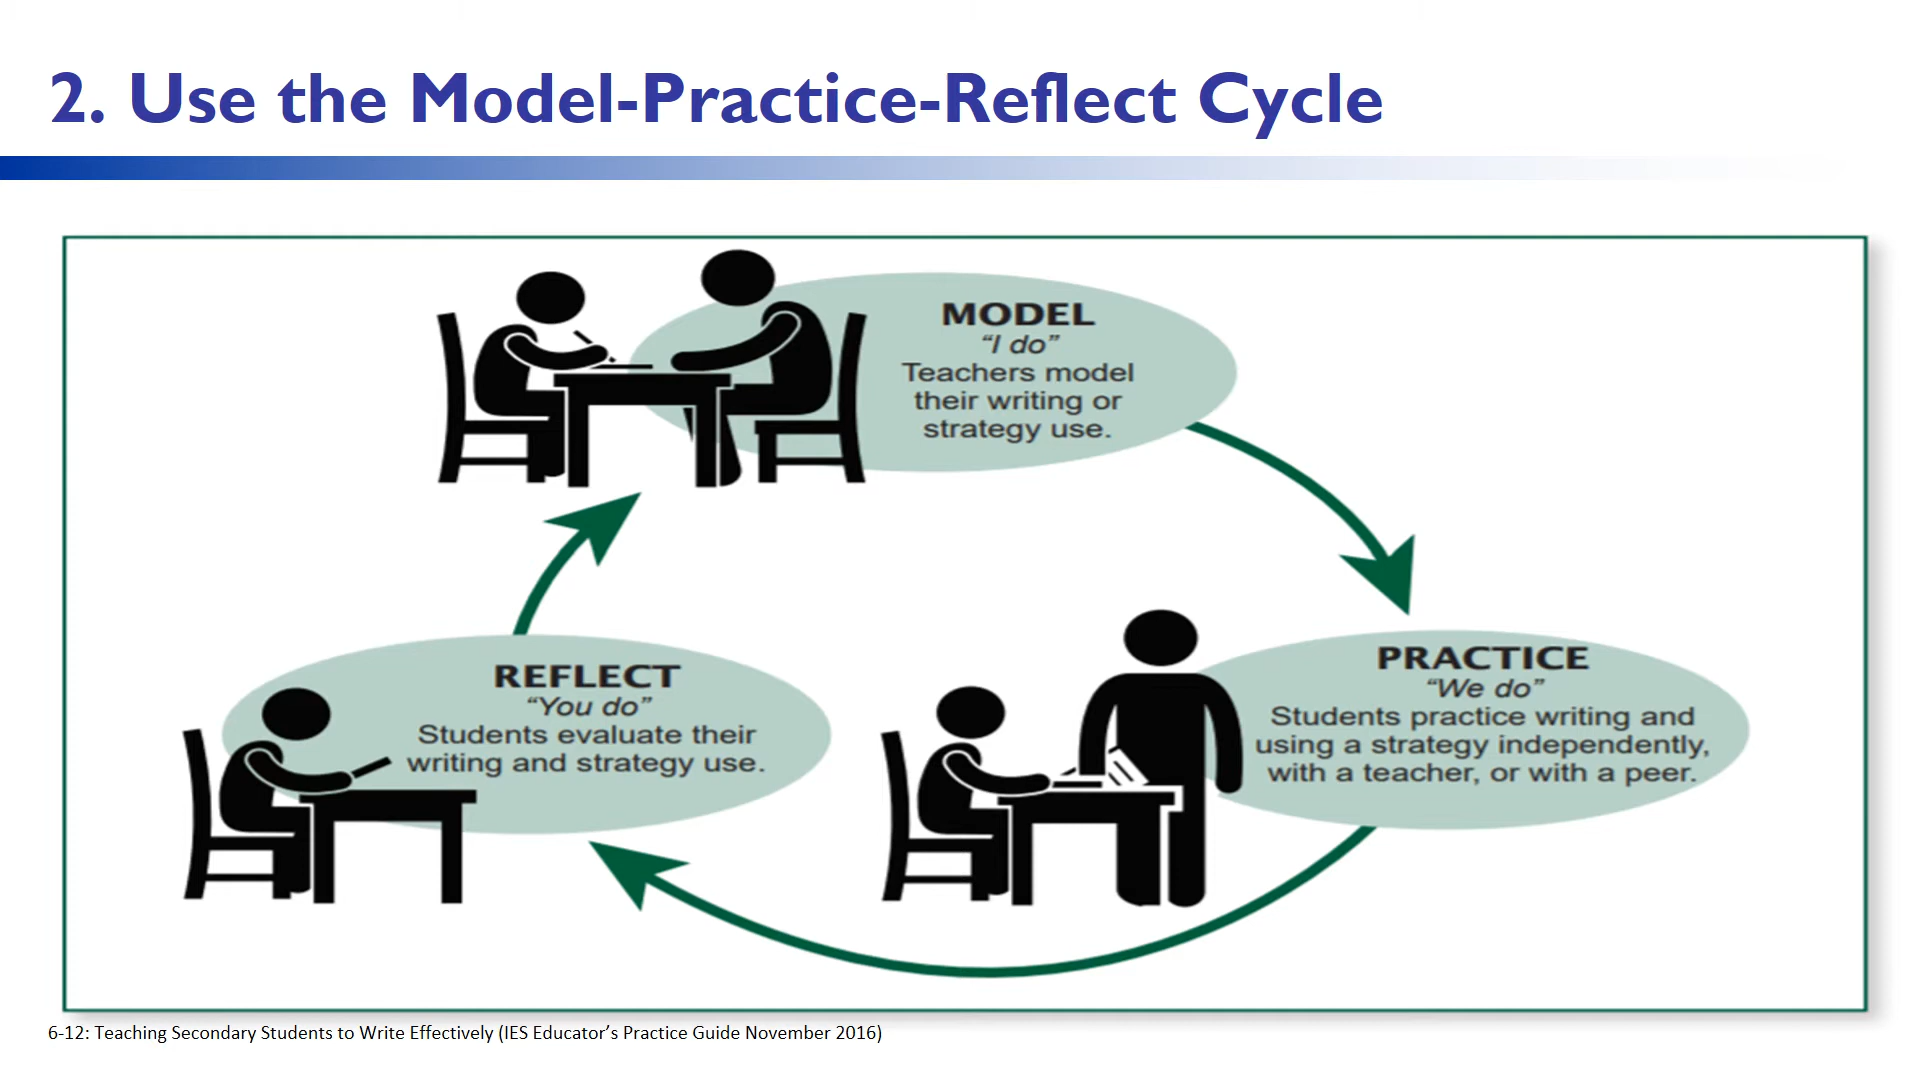 2. Use the Model-Practice-Reflect Cycle
MODEL
“I do”
Teachers model
their writing or
strategy use.
PRACTICE
“We do”
Students practice writing and
using a strategy independently,
with a teacher, or with a peer.
REFLECT
“You do”
Students evaluate their
writing and strategy use.
6-12: Teaching Secondary Students to Write Effectively (IES Educator’s Practice Guide November 2016)